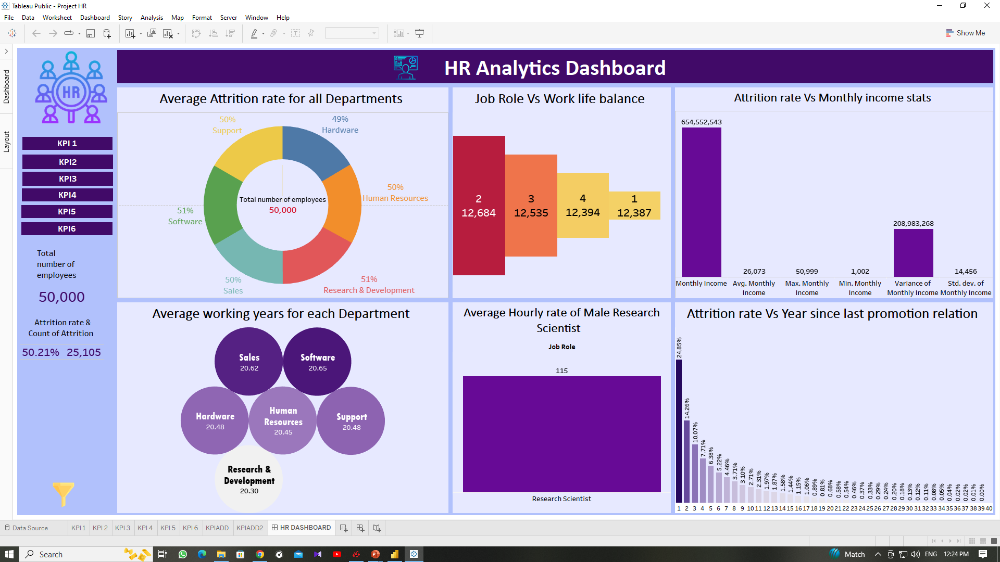 Tableau Public - Project HR
File Data Worksheet Dashboard Story Analysis Map Format Server Window Help
Show Me
Dashboard
Layout
HR
KPI 1
KPI2
KPI3
KPI4
KPI5
KPI6
Total
number of
employees
50,000
Attrition rate &
Count of Attrition
50.21% 25,105
HR Analytics Dashboard
Average Attrition rate for all Departments
50%
Support
49%
Hardware
50%
Human Resources
Total number of employees
50,000
51%
Software
50%
Sales
51%
Research & Development
Job Role Vs Work life balance
2
12,684
3
12,535
4
12,394
1
12,387
Attrition rate Vs Monthly income stats
654,552,543
26,073
50,999
1,002
208,983,268
14,456
Monthly Income
Avg. Monthly
Income
Max. Monthly
Income
Min. Monthly
Income
Variance of
Monthly Income
Std. dev. of
Monthly Income
Average working years for each Department
Sales
20.62
Software
20.65
Hardware
20.48
Human
Resources
20.45
Support
20.48
Research &
Development
20.30
Average Hourly rate of Male Research
Scientist
Job Role
115
Research Scientist
Attrition rate Vs Year since last promotion relation
24.85%
14.26%
10.07%
7.71%
6.38%
5.22%
4.46%
3.71%
3.10%
2.71%
2.31%
1.97%
1.87%
1.58%
1.44%
1.15%
1.06%
0.89%
0.81%
0.68%
0.58%
0.54%
0.46%
0.37%
0.33%
0.29%
0.24%
0.20%
0.18%
0.13%
0.12%
0.11%
0.08%
0.05%
0.04%
0.02%
0.02%
0.01%
0.00%
1 2 3 4 5 6 7 8 9 10 11 12 13 14 15 16 17 18 19 20 21 22 23 24 25 26 27 28 29 30 31 32 33 34 35 36 37 38 39 40
Data Source KPI 1 KPI 2 KPI 3 KPI 4 KPI 5 KPI 6 KPIADD KPIADD2 HR DASHBOARD
Search
Match ENG 12:24 PM